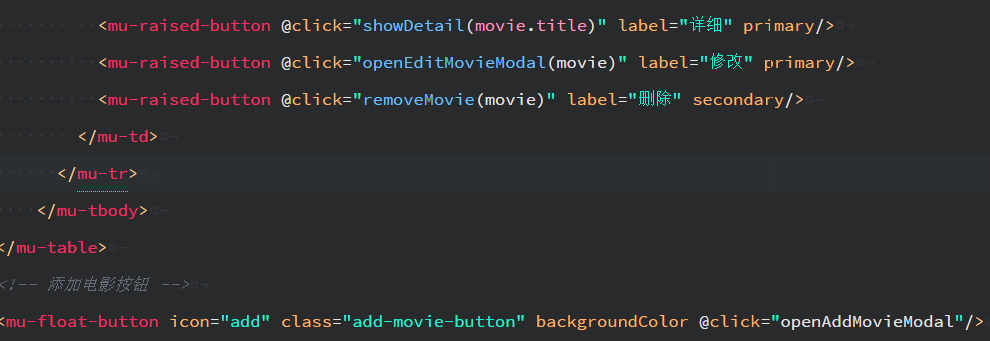 <mu-raised-button @click="showDetail(movie.title)" label="详细" primary/>
<mu-raised-button @click="openEditMovieModal(movie)" label="修改" primary/>
<mu-raised-button @click="removeMovie(movie)" label="删除" secondary/>
</mu-td>
</mu-tr>
</mu-tbody>
</mu-table>
<!-- 添加电影按钮 -->
<mu-float-button icon="add" class="add-movie-button" backgroundColor @click="openAddMovieModal"/>